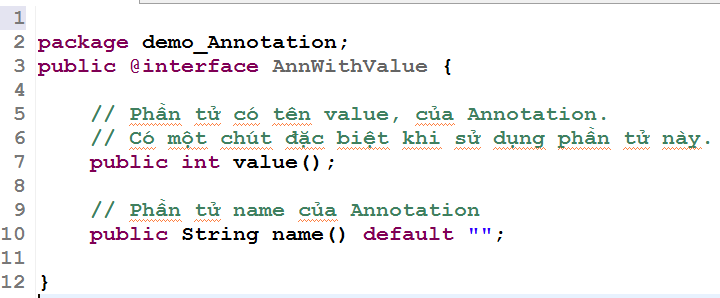 1
2 package demo_Annotation;
3 public @interface AnnWithValue {
4
5     // Phần tử có tên value, của Annotation.
6     // Có một chút đặc biệt khi sử dụng phần tử này.
7     public int value();
8
9     // Phần tử name của Annotation
10     public String name() default "";
11
12 }